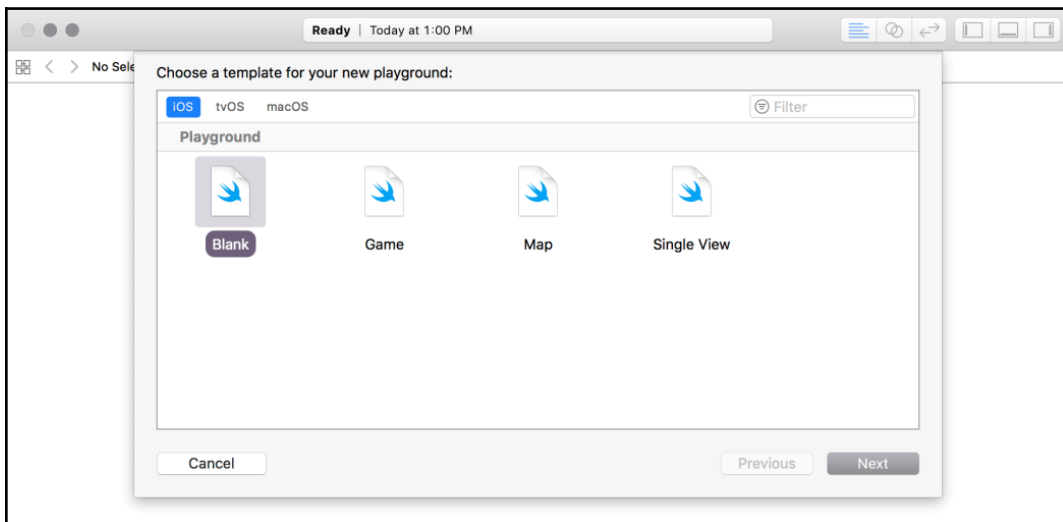 Ready | Today at 1:00 PM
No Sele
Choose a template for your new playground:
iOS tvOS macOS Filter
Playground
Blank Game Map Single View
Cancel Previous Next